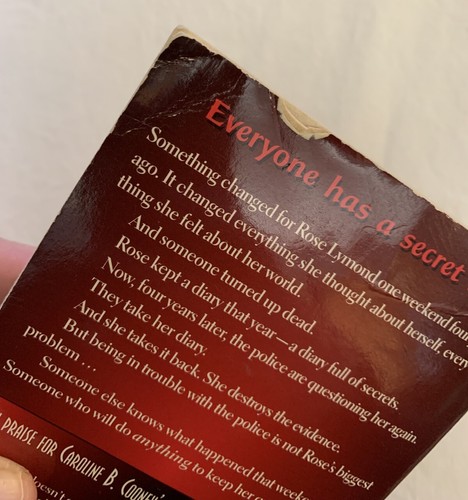 Everyone has a secret
Something changed for Rose Lymond one weekend four
ago. It changed everything she thought about herself, every
thing she felt about her world.
And someone turned up dead.
Rose kept a diary that year—a diary full of secrets.
Now, four years later, the police are questioning her again.
They take her diary.
And she takes it back. She destroys the evidence.
But being in trouble with the police is not Rose's biggest
problem …
Someone else knows what happened that weeke
Someone who will do anything to keep her
PRAISE FOR CAROLINE B. COONEY'
doesn't